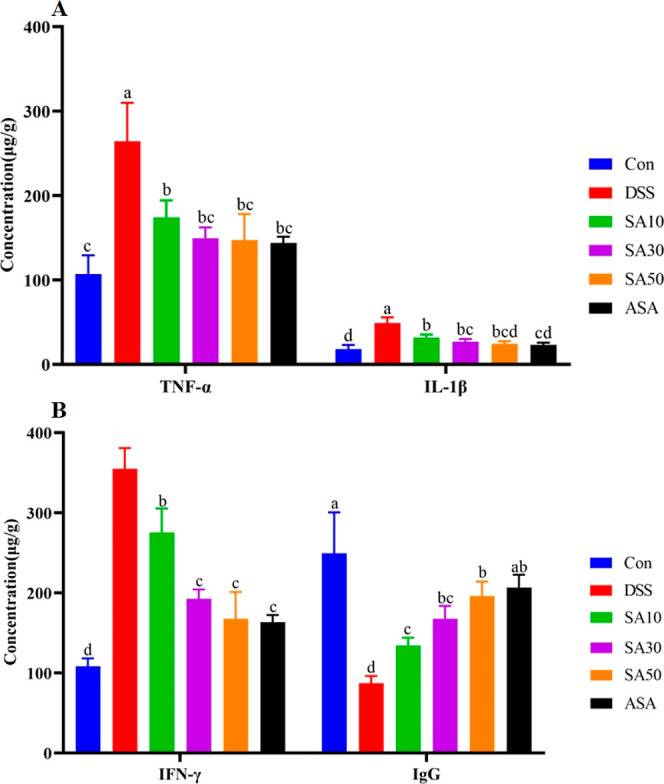 A
400
300
200
100
0
Concentration(μg/g)
c
a
b
bc
bc
bc
d
a
b
bc
bcd
cd
TNF-α
IL-1β
Con
DSS
SA10
SA30
SA50
ASA
B
400
300
200
100
0
Concentration(μg/g)
d
b
c
c
c
a
d
c
bc
b
ab
IFN-γ
IgG
Con
DSS
SA10
SA30
SA50
ASA